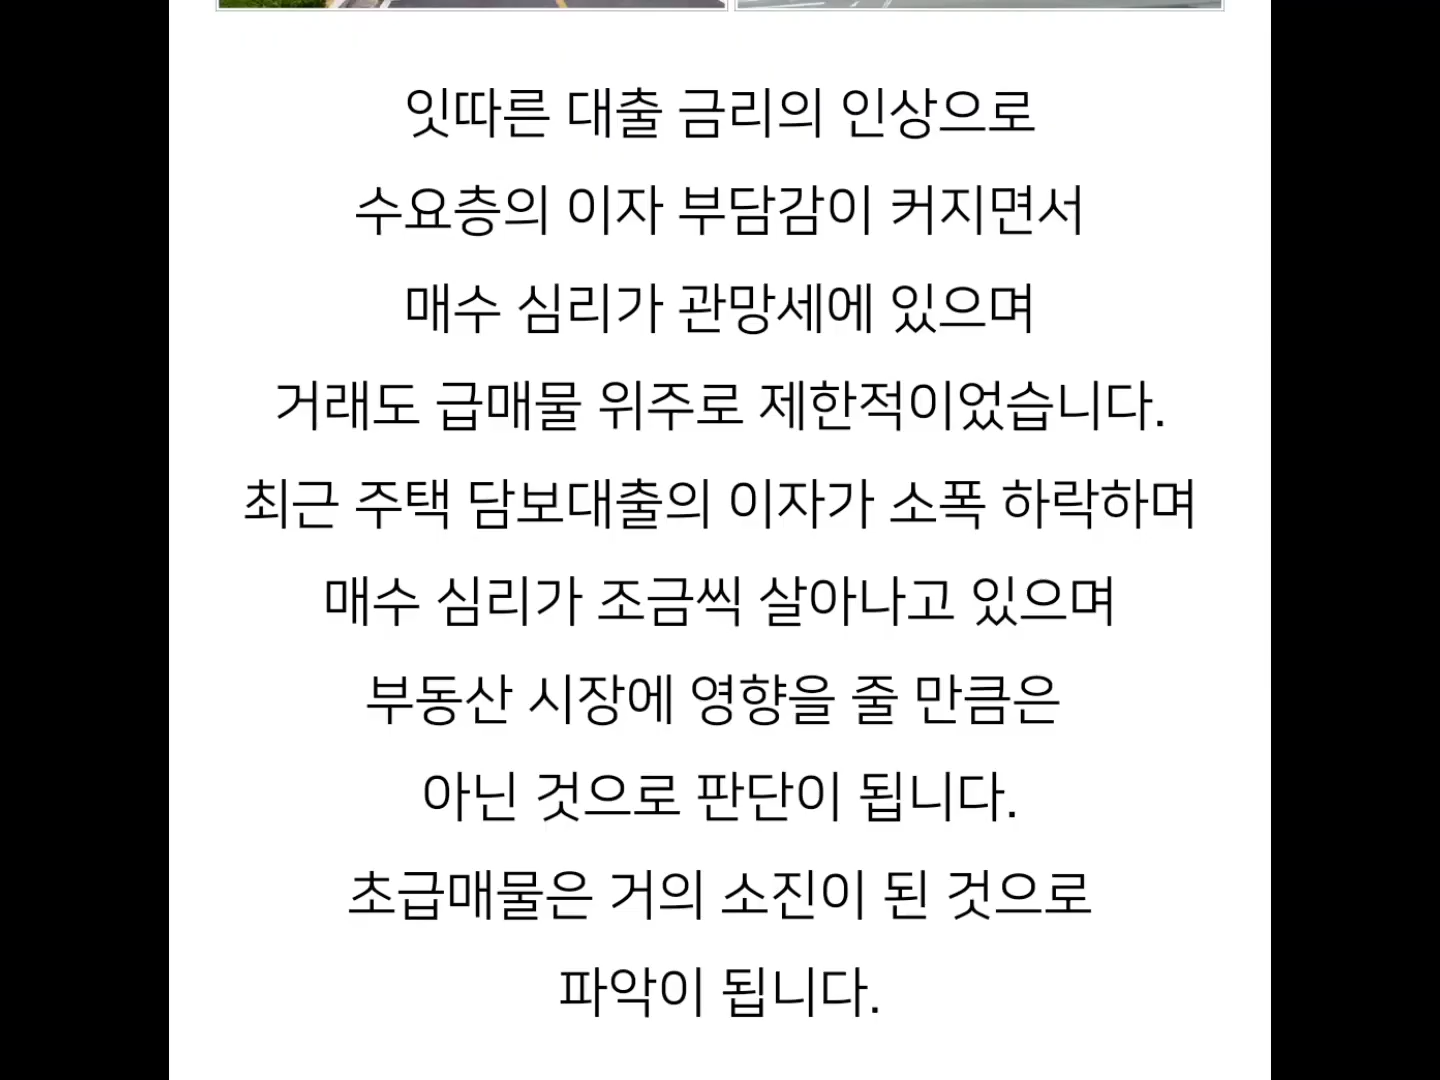 잇따른 대출 금리의 인상으로
수요층의 이자 부담감이 커지면서
매수 심리가 관망세에 있으며
거래도 급매물 위주로 제한적이었습니다.
최근 주택 담보대출의 이자가 소폭 하락하며
매수 심리가 조금씩 살아나고 있으며
부동산 시장에 영향을 줄 만큼은
아닌 것으로 판단이 됩니다.
초급매물은 거의 소진이 된 것으로
파악이 됩니다.